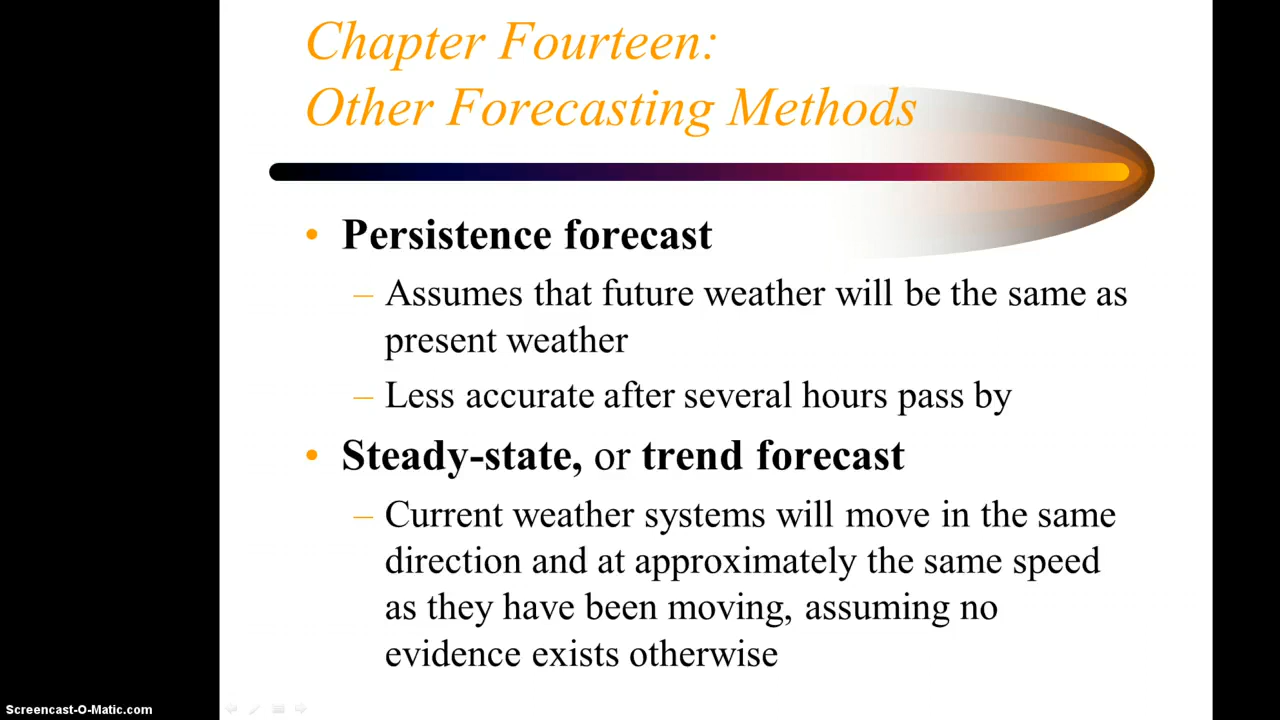 Chapter Fourteen:
Other Forecasting Methods
• Persistence forecast
– Assumes that future weather will be the same as
present weather
– Less accurate after several hours pass by
• Steady-state, or trend forecast
– Current weather systems will move in the same
direction and at approximately the same speed
as they have been moving, assuming no
evidence exists otherwise
Screencast-O-Matic.com